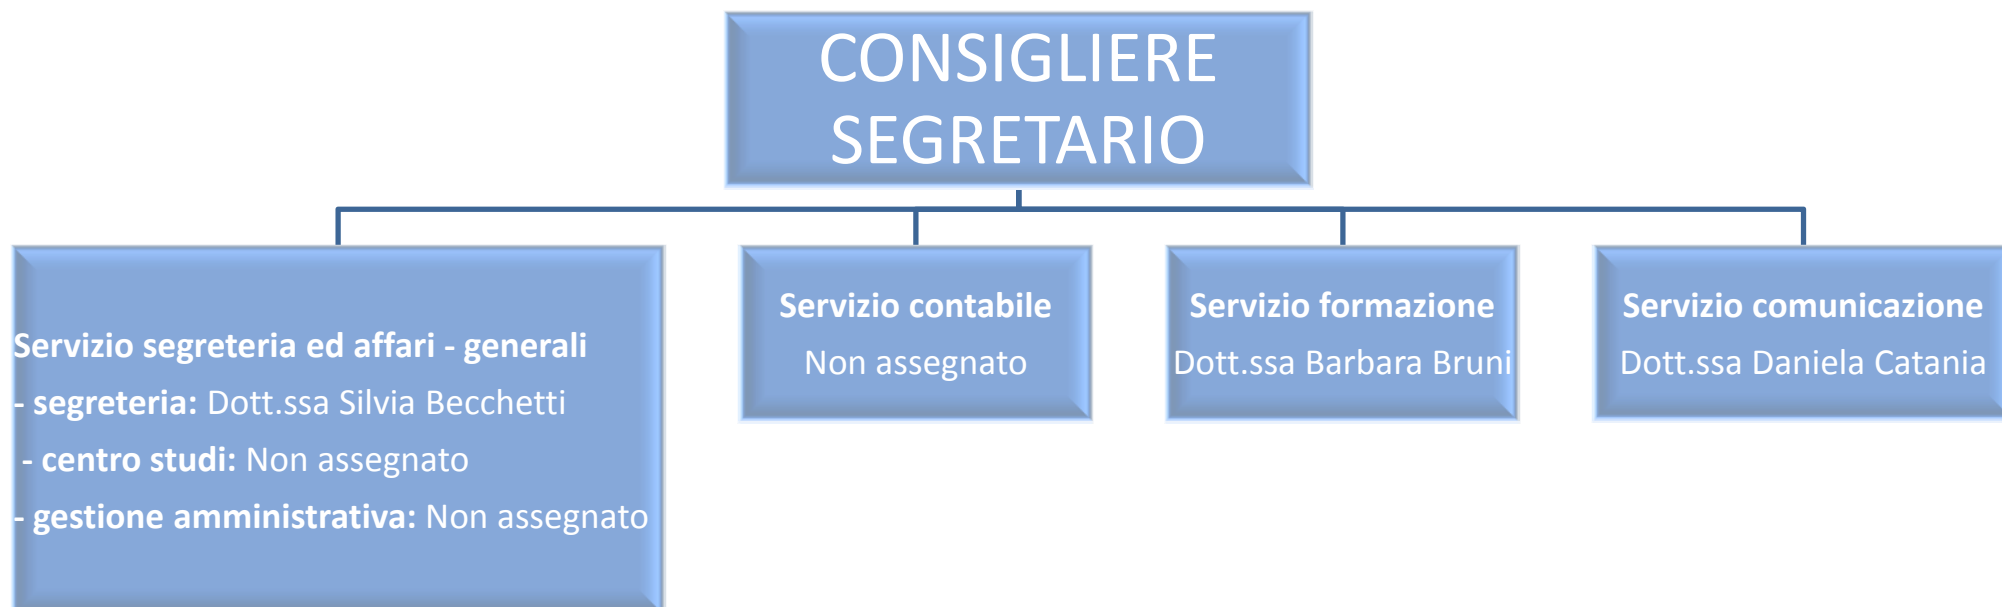 CONSIGLIERE
SEGRETARIO
Servizio segreteria ed affari - generali
- segreteria: Dott.ssa Silvia Becchetti
- centro studi: Non assegnato
- gestione amministrativa: Non assegnato
Servizio contabile
Non assegnato
Servizio formazione
Dott.ssa Barbara Bruni
Servizio comunicazione
Dott.ssa Daniela Catania